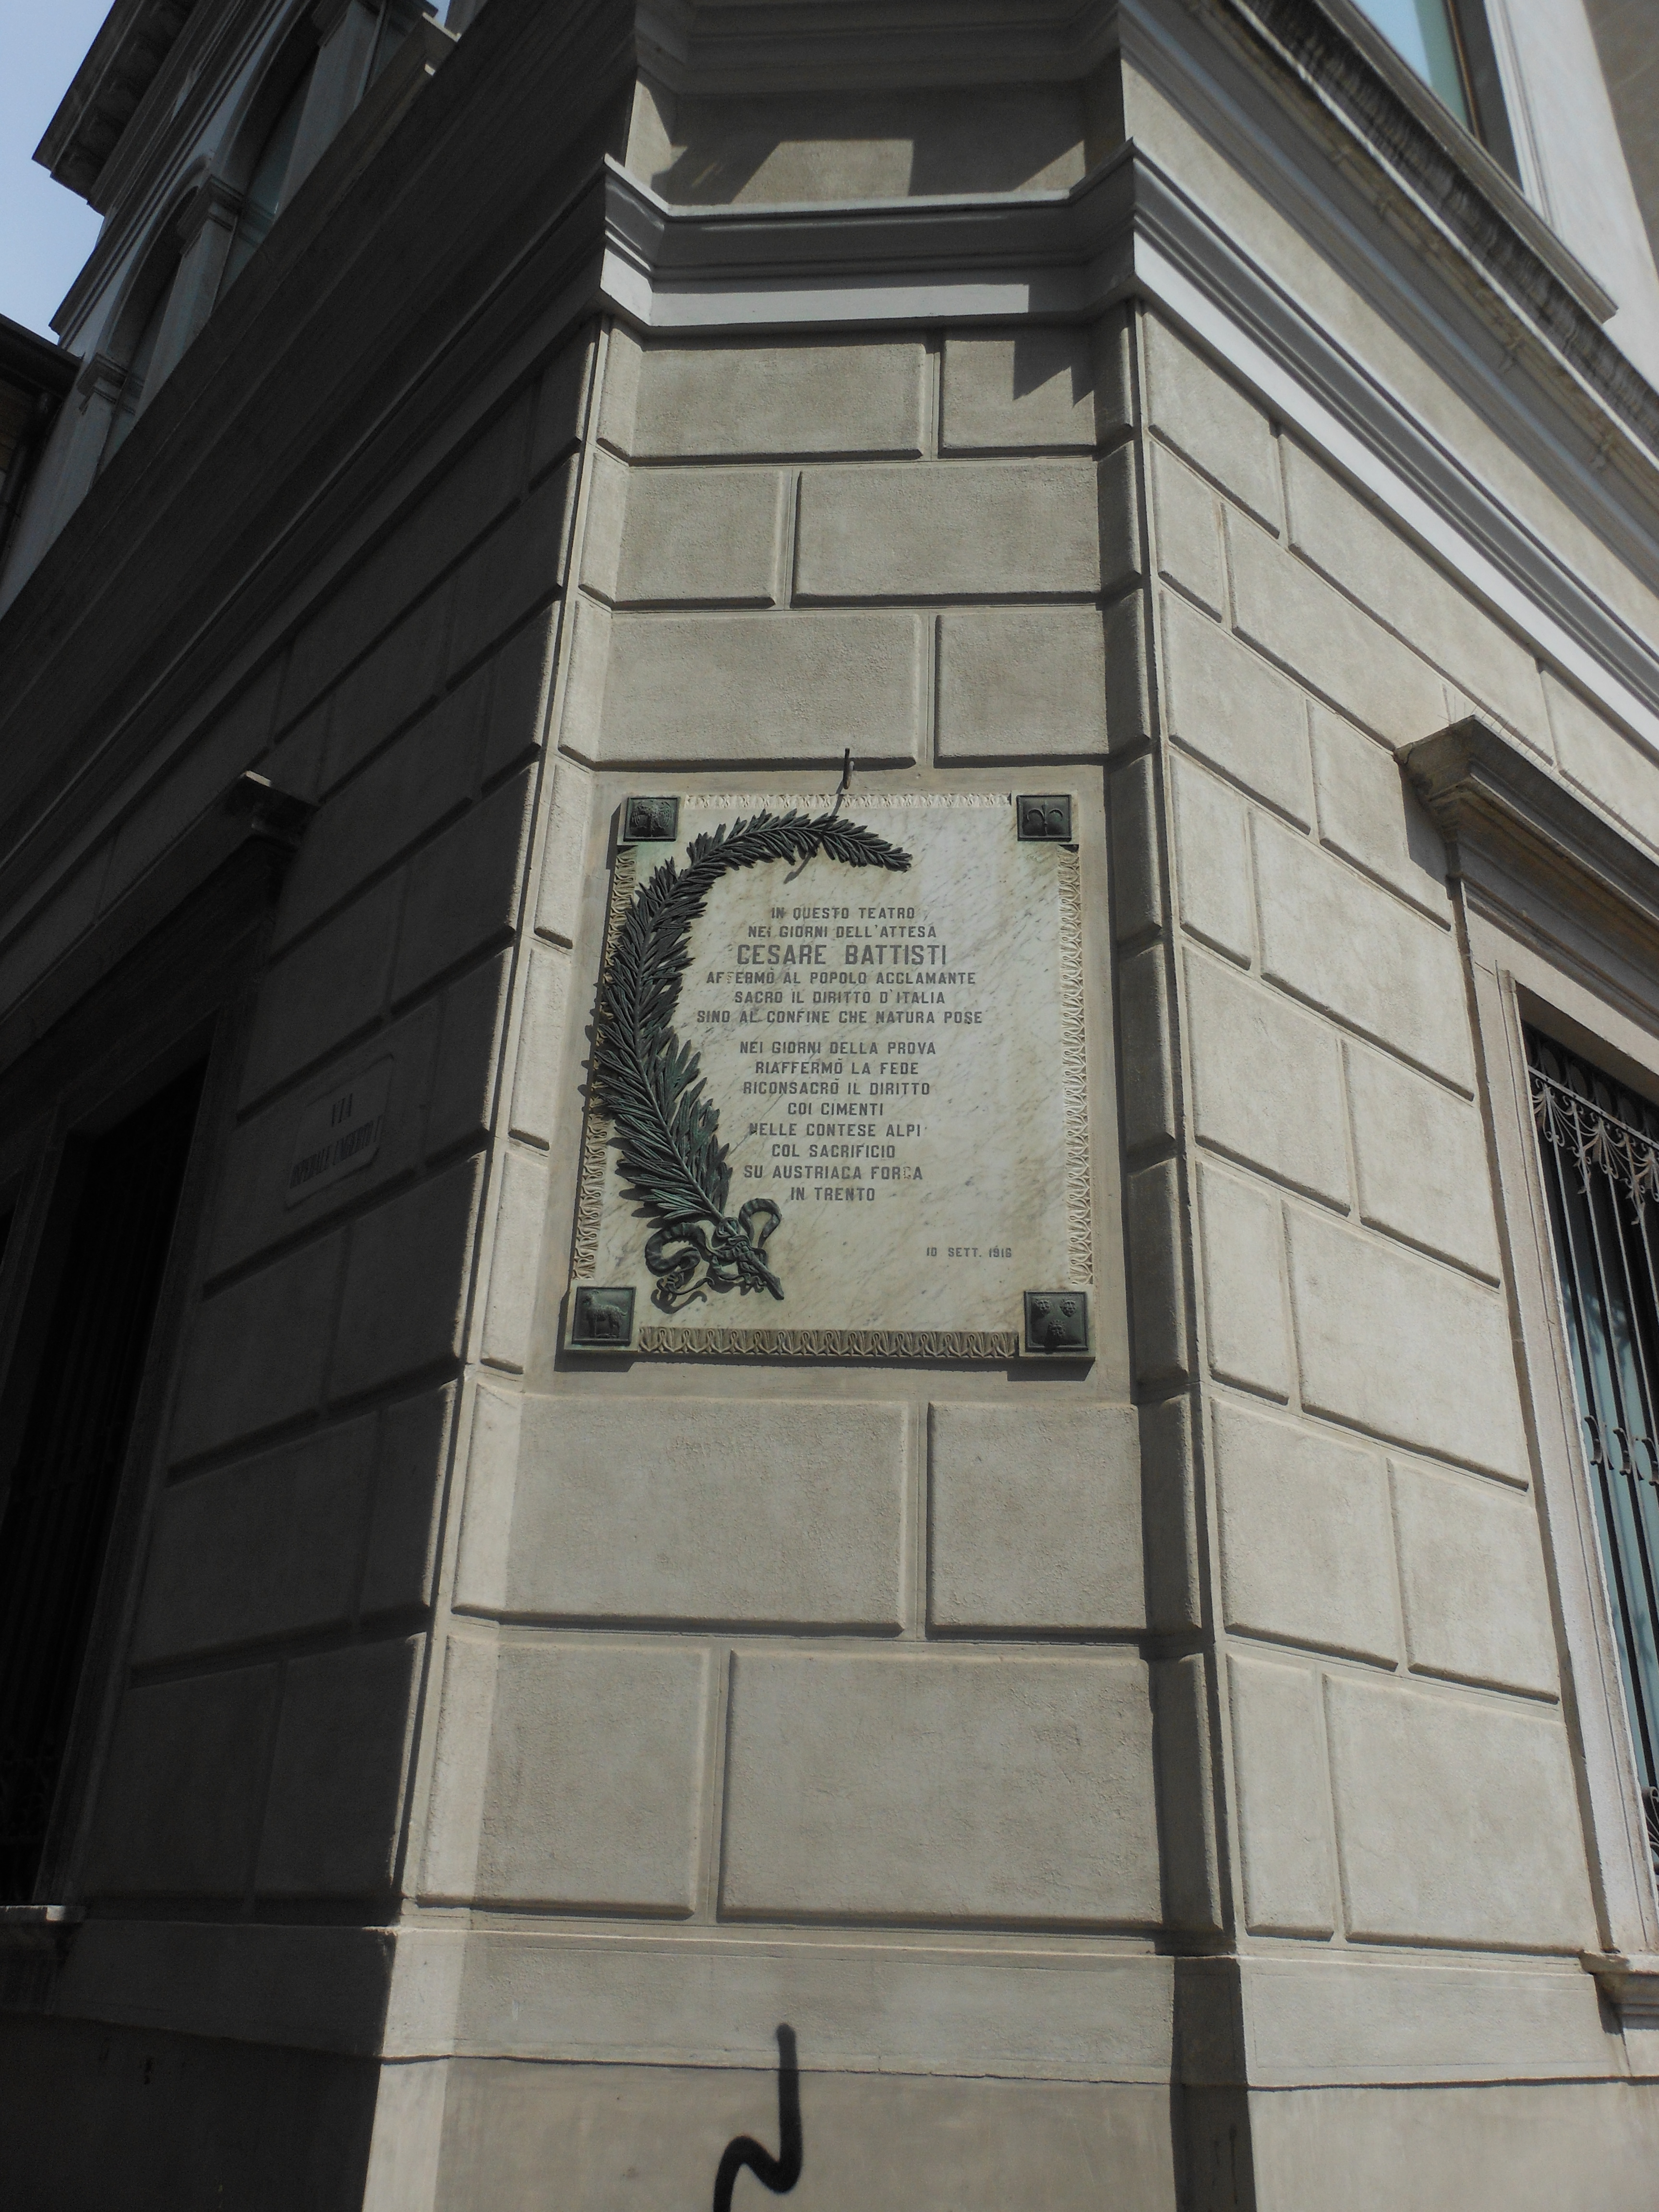 IN QUESTO TEATRO
NEI GIORNI DELL'ATTESA
CESARE BATTISTI
AFFERMÒ AL POPOLO ACCLAMANTE
SACRO IL DIRITTO D'ITALIA
SINO AL CONFINE CHE NATURA POSE
NEI GIORNI DELLA PROVA
RIAFFERMÒ LA FEDE
RICONSACRÒ IL DIRITTO
COI CIMENTI
NELLE CONTESE ALPI
COL SACRIFICIO
SU AUSTRIACA FORCA
IN TRENTO
10 SETT. 1916
VIA